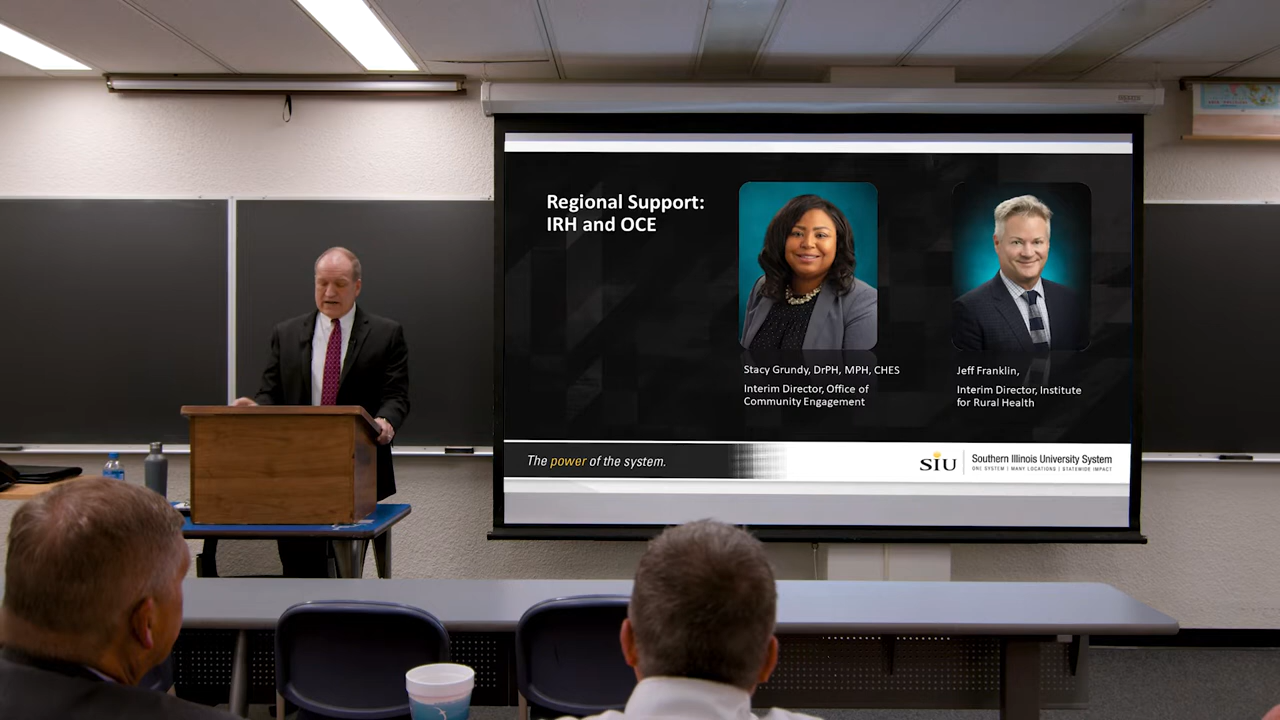 Regional Support:
IRH and OCE
Stacy Grundy, DrPH, MPH, CHES
Interim Director, Office of
Community Engagement
Jeff Franklin,
Interim Director, Institute
for Rural Health
The power of the system.
SIU
Southern Illinois University System
ONE SYSTEM | MANY LOCATIONS | STATEWIDE IMPACT